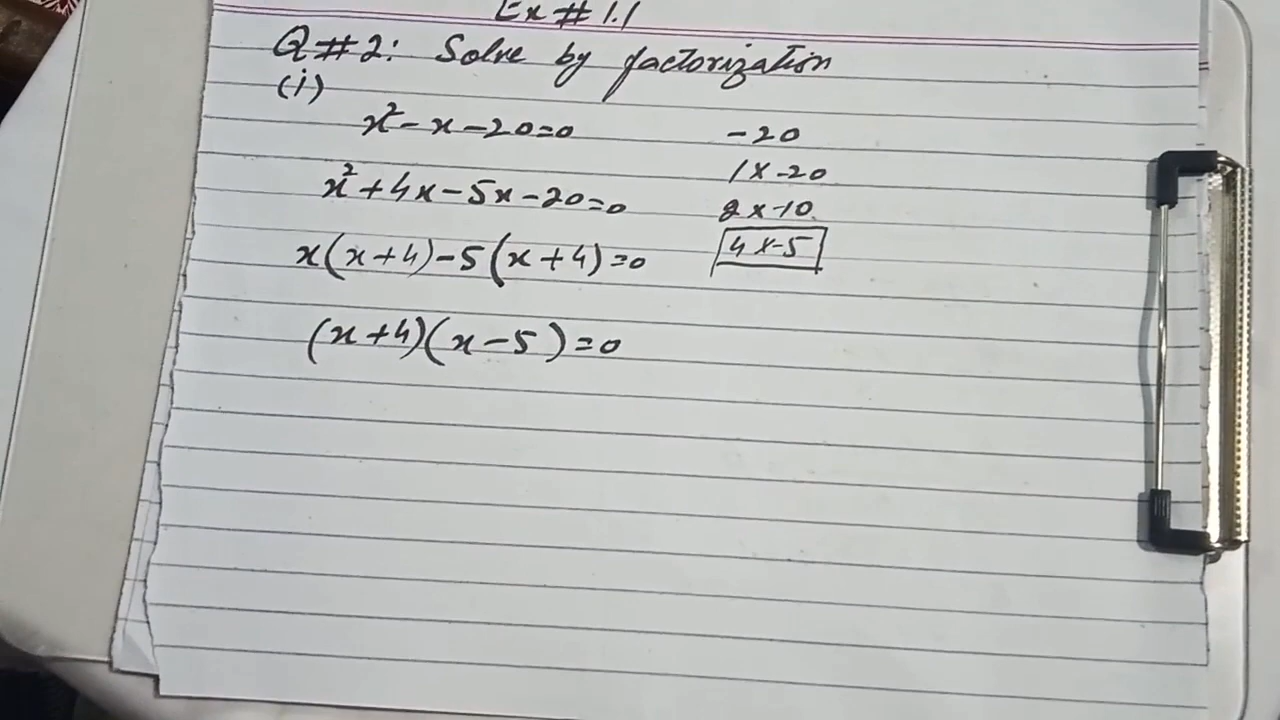 Ex # 1.1
Q # 2: Solve by factorization
(i)
x² - x - 20 = 0
x² + 4x - 5x - 20 = 0
x(x + 4) - 5(x + 4) = 0
(x + 4)(x - 5) = 0
-20
1 x -20
2 x -10
4 x -5